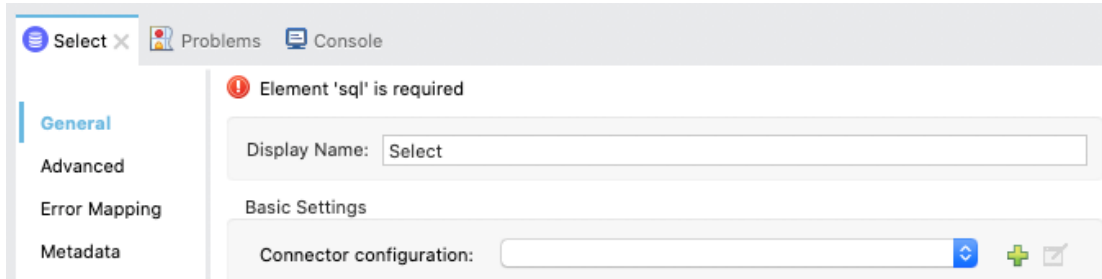 Select Problems Console
Element 'sql' is required
General
Display Name: Select
Advanced
Error Mapping
Basic Settings
Metadata
Connector configuration: